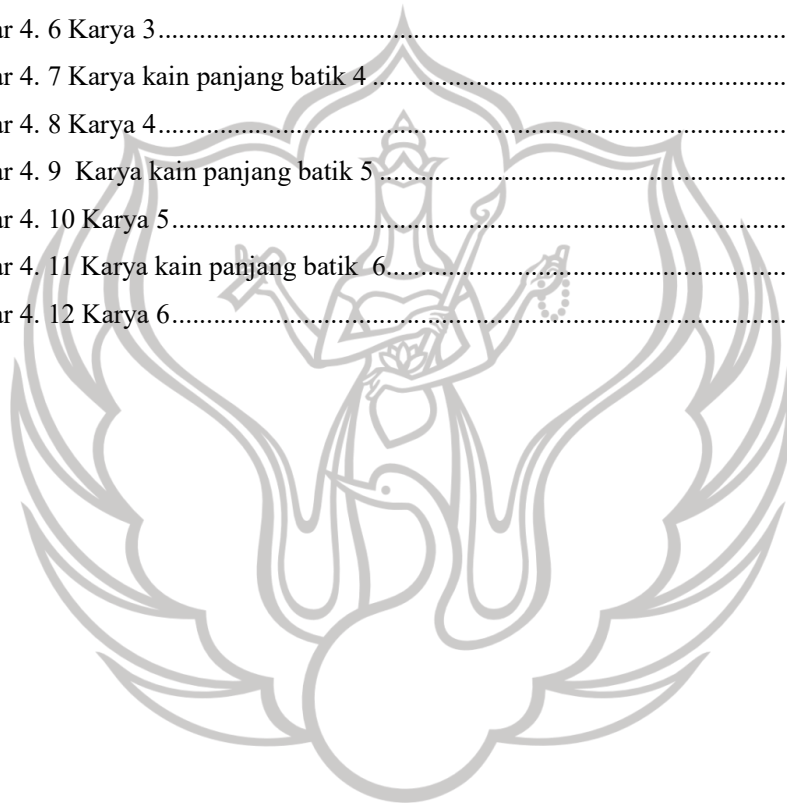 ar 4. 6 Karya 3
ar 4. 7 Karya kain panjang batik 4
ar 4. 8 Karya 4
ar 4. 9 Karya kain panjang batik 5
ar 4. 10 Karya 5
ar 4. 11 Karya kain panjang batik 6
ar 4. 12 Karya 6